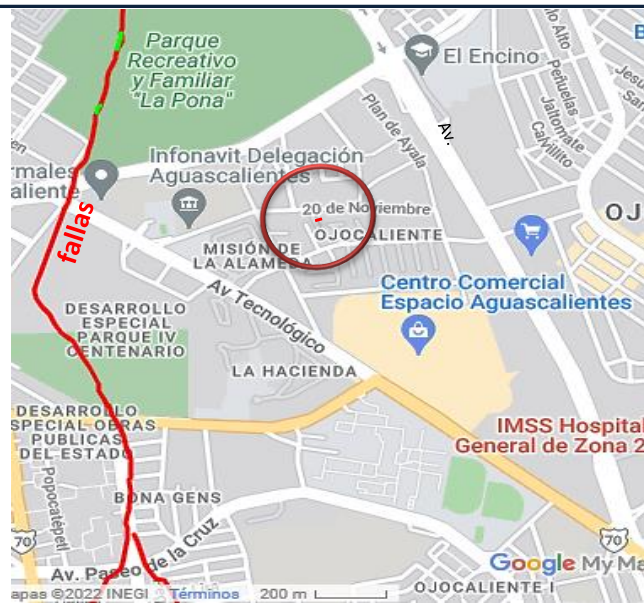 Parque
Recreativo
y Familiar
"La Pona"
El Encino
Peñuelas
Jaltomate
Calvillito
Plan de Ayala
Av.
Infonavit Delegación
Aguascalientes
rmales
caliente
fallas
20 de Noviembre
OJOCALIENTE
OJ
MISIÓN DE
LA ALAMEDA
Av Tecnológico
Centro Comercial
Espacio Aguascalientes
DESARROLLO
ESPECIAL
PARQUE IV
CENTENARIO
LA HACIENDA
DESARROLLO
SPECIAL OBRAS
PUBLICAS
DEL ESTADO
Popocatépetl
IMSS Hospital
General de Zona 2
BONA GENS
70
70
Av. Paseo de la Cruz
Google My Ma
apas ©2022 INEGI
Términos
200 m
OJOCALIENTE I